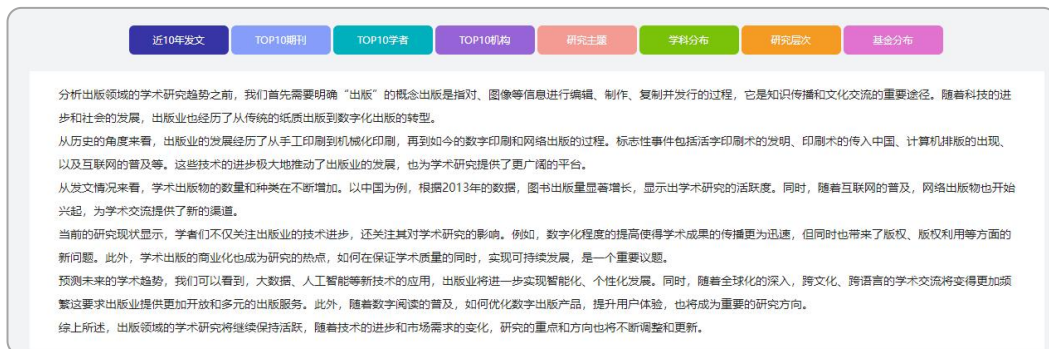 近10年发文 TOP10期刊 TOP10学者 TOP10机构 研究主题 学科分布 研究层次 基金分布
分析出版领域的学术研究趋势之前，我们首先需要明确“出版”的概念出版是指对、图像等信息进行编辑、制作、复制并发行的过程，它是知识传播和文化交流的重要途径。随着科技的进
步和社会的发展，出版业也经历了从传统的纸质出版到数字化出版的转型。
从历史的角度来看，出版业的发展经历了从手工印刷到机械化印刷，再到如今的数字印刷和网络出版的过程。标志性事件包括活字印刷术的发明、印刷术的传入中国、计算机排版的出现、
以及互联网的普及等。这些技术的进步极大地推动了出版业的发展，也为学术研究提供了更广阔的平台。
从发文情况来看，学术出版物的数量和种类在不断增加。以中国为例，根据2013年的数据，图书出版量显著增长，显示出学术研究的活跃度。同时，随着互联网的普及，网络出版物也开始
兴起，为学术交流提供了新的渠道。
当前的研究现状显示，学者们不仅关注出版业的技术进步，还关注其对学术研究的影响。例如，数字化程度的提高使得学术成果的传播更为迅速，但同时也带来了版权、版权利用等方面的
新问题。此外，学术出版的商业化也成为研究的热点，如何在保证学术质量的同时，实现可持续发展，是一个重要议题。
预测未来的学术趋势，我们可以看到，大数据、人工智能等新技术的应用，出版业将进一步实现智能化、个性化发展。同时，随着全球化的深入，跨文化、跨语言的学术交流将变得更加频
繁这要求出版业提供更加开放和多元的出版服务。此外，随着数字阅读的普及，如何优化数字出版产品，提升用户体验，也将成为重要的研究方向。
综上所述，出版领域的学术研究将继续保持活跃，随着技术的进步和市场需求的变化，研究的重点和方向也将不断调整和更新。